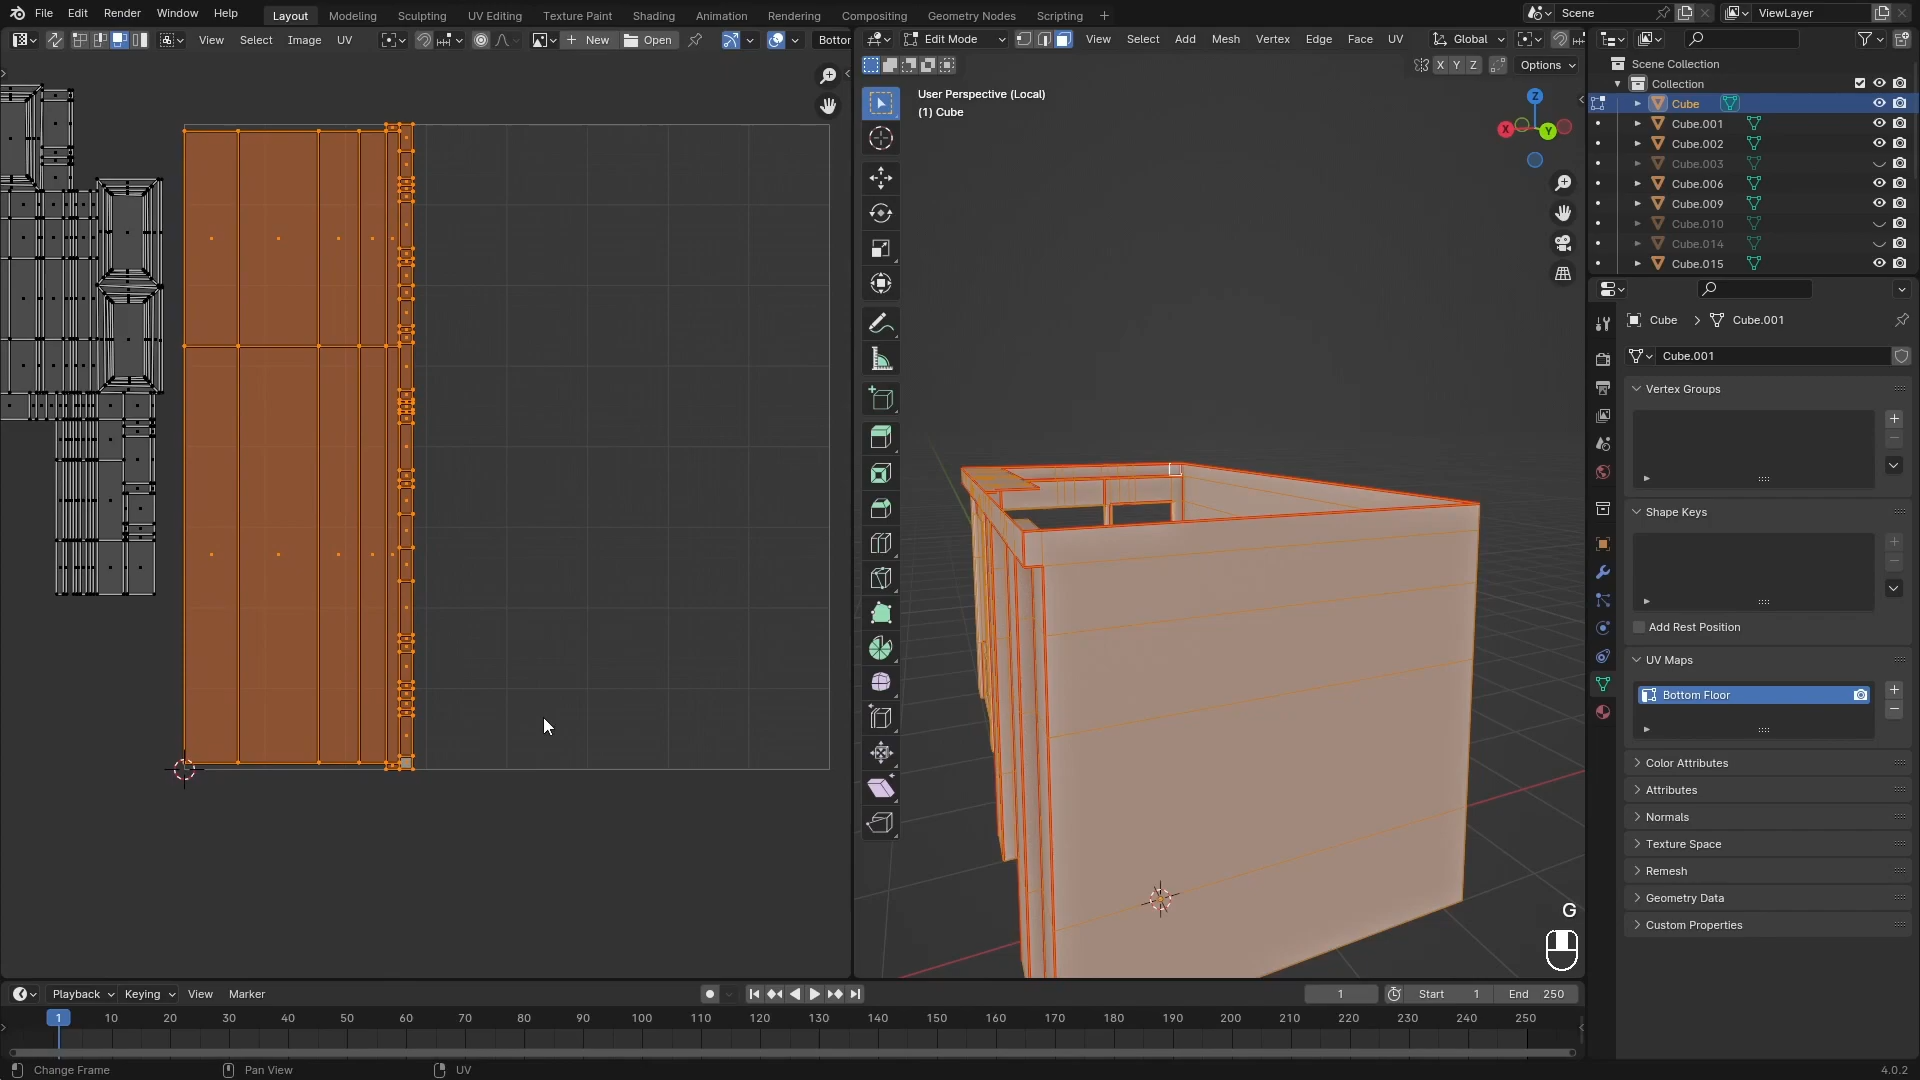 File Edit Render Window Help Layout Modeling Sculpting UV Editing Texture Paint Shading Animation Rendering Compositing Geometry Nodes Scripting + Scene ViewLayer
View Select Image UV New Open Bottor
Edit Mode View Select Add Mesh Vertex Edge Face UV Global
X Y Z Options
User Perspective (Local)
(1) Cube
Z
X
Y
Scene Collection
Collection
Cube
Cube.001
Cube.002
Cube.003
Cube.006
Cube.009
Cube.010
Cube.014
Cube.015
Cube > Cube.001
Cube.001
Vertex Groups
Shape Keys
Add Rest Position
UV Maps
Bottom Floor
Color Attributes
Attributes
Normals
Texture Space
Remesh
Geometry Data
Custom Properties
G
Playback Keying View Marker 1 Start 1 End 250
1 10 20 30 40 50 60 70 80 90 100 110 120 130 140 150 160 170 180 190 200 210 220 230 240 250
Change Frame Pan View UV 4.0.2